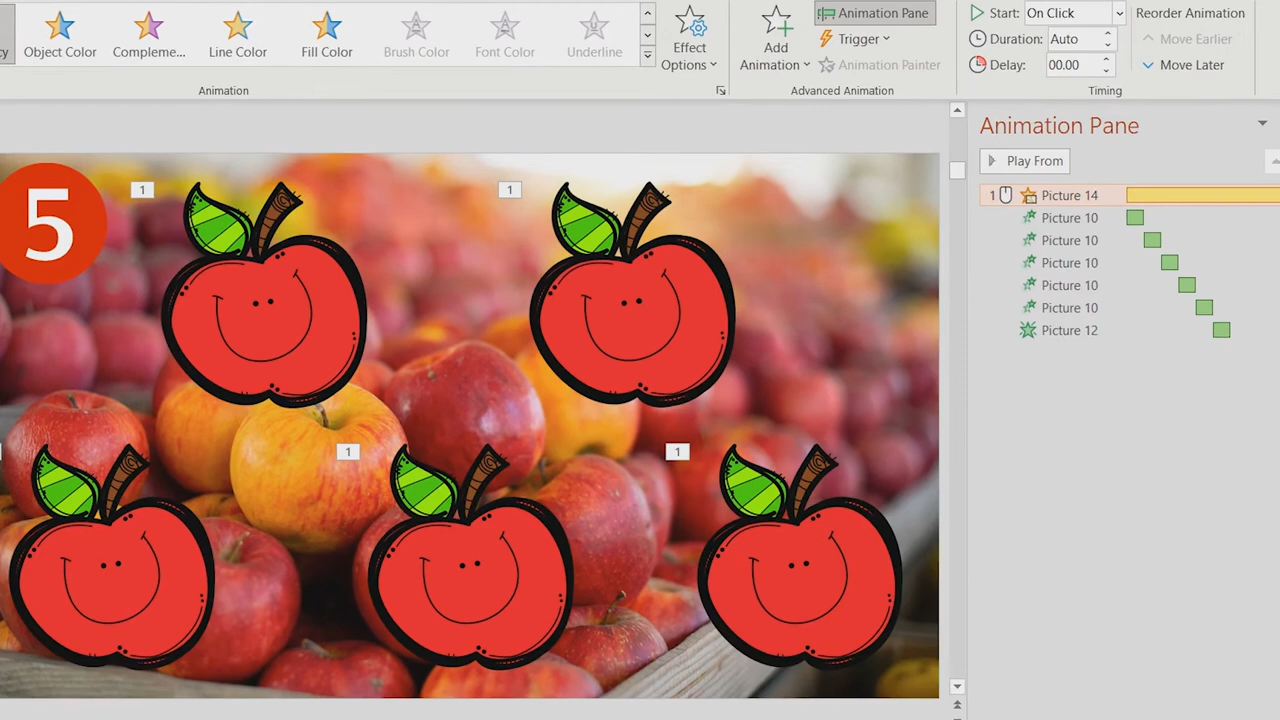 Object Color
Compleme...
Line Color
Fill Color
Brush Color
Font Color
Underline
Animation
Effect
Options
Add
Animation
Animation Pane
Trigger
Animation Painter
Advanced Animation
Start: On Click
Duration: Auto
Delay: 00.00
Timing
Reorder Animation
Move Earlier
Move Later
5
1
1
1
1
Animation Pane
Play From
1 Picture 14
Picture 10
Picture 10
Picture 10
Picture 10
Picture 10
Picture 12